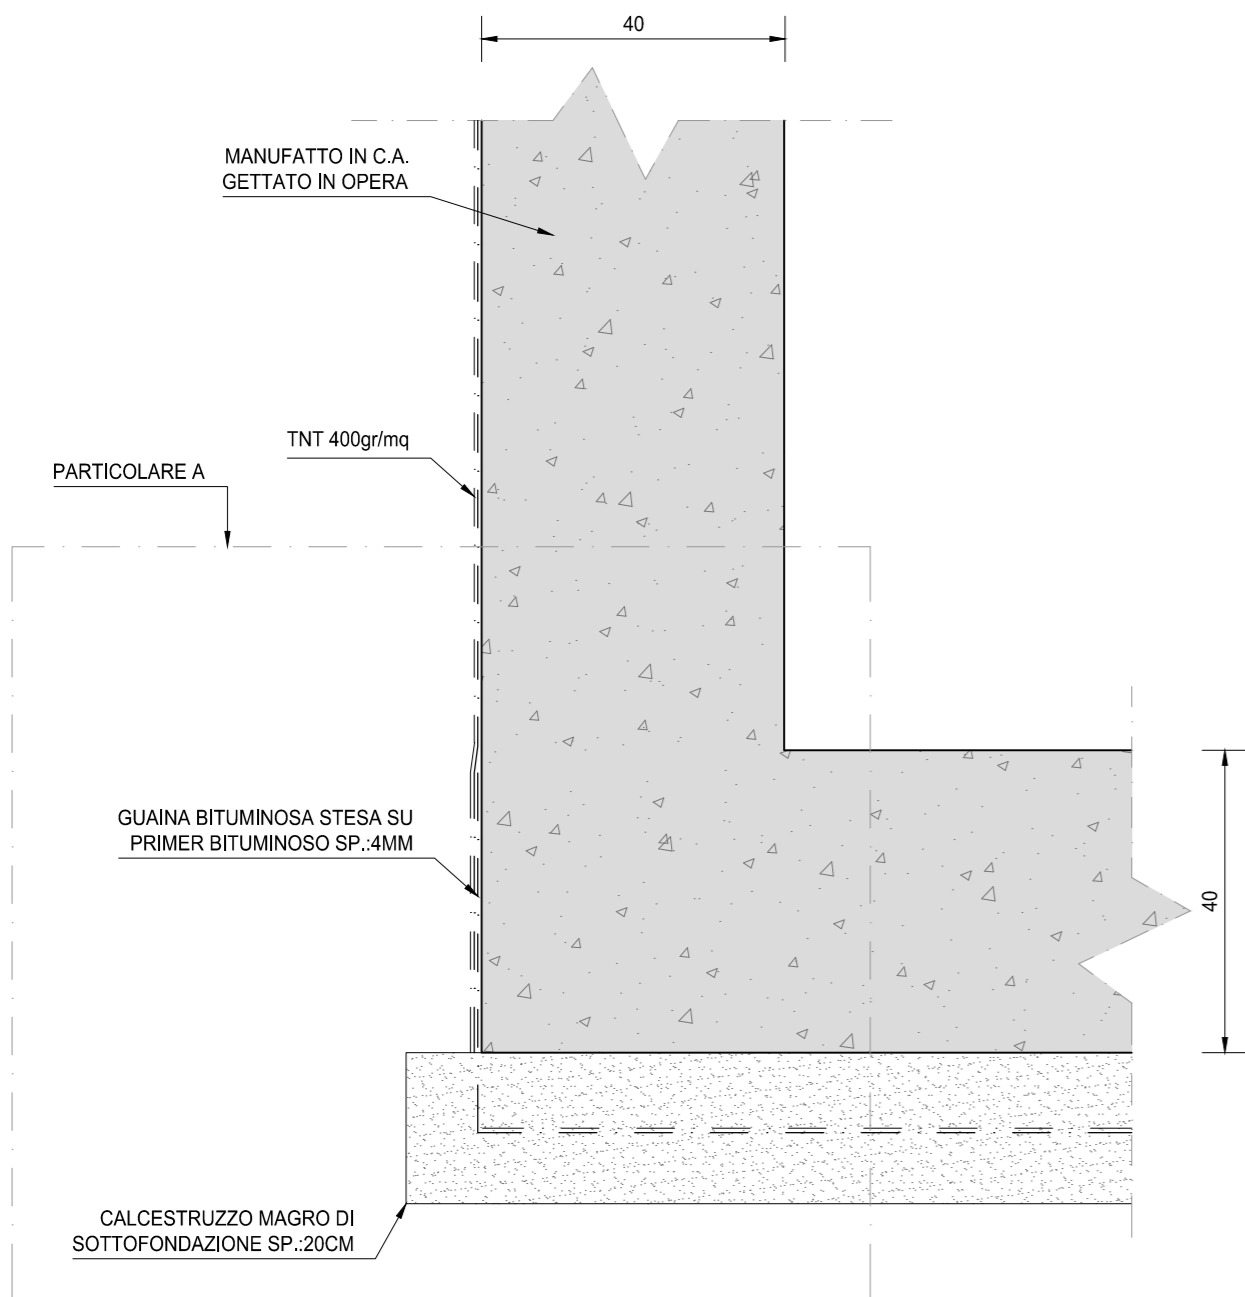 40
MANUFATTO IN C.A.
GETTATO IN OPERA
TNT 400gr/mq
PARTICOLARE A
GUAINA BITUMINOSA STESA SU
PRIMER BITUMINOSO SP.:4MM
40
CALCESTRUZZO MAGRO DI
SOTTOFONDAZIONE SP.:20CM